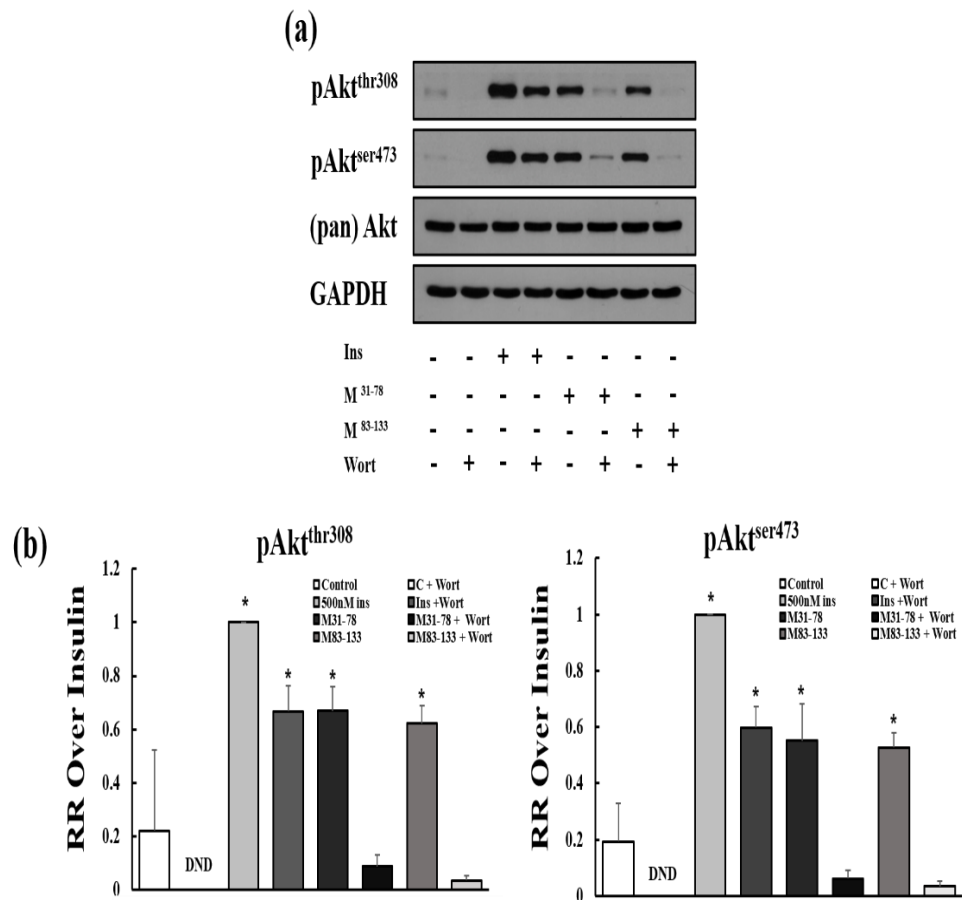 (a)
pAkt^thr308
pAkt^ser473
(pan) Akt
GAPDH
Ins - - + + - - - -
M 31-78 - - - - + + - -
M 83-133 - - - - - - + +
Wort - + - + - + - +
(b)
pAkt^thr308
RR Over Insulin
1.2
1
0.8
0.6
0.4
0.2
0
Control C + Wort
500nM ins Ins +Wort
M31-78 M31-78 + Wort
M83-133 M83-133 + Wort
* * * *
DND
pAkt^ser473
RR Over Insulin
1.2
1
0.8
0.6
0.4
0.2
0
Control C + Wort
500nM ins Ins +Wort
M31-78 M31-78 + Wort
M83-133 M83-133 + Wort
* * * *
DND